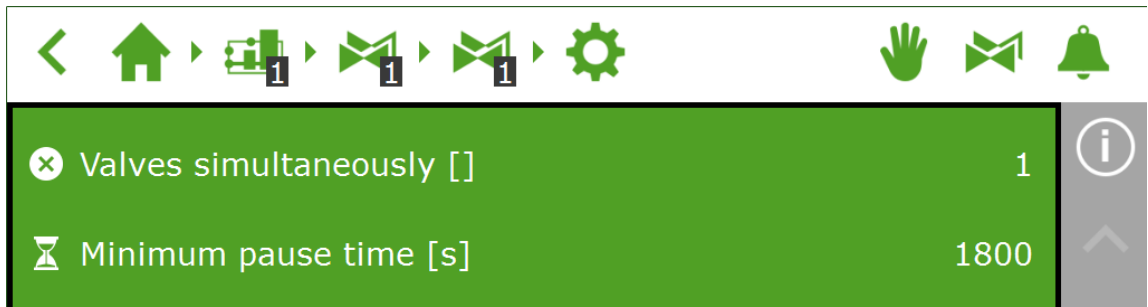 1 1 1
Valves simultaneously [] 1
Minimum pause time [s] 1800